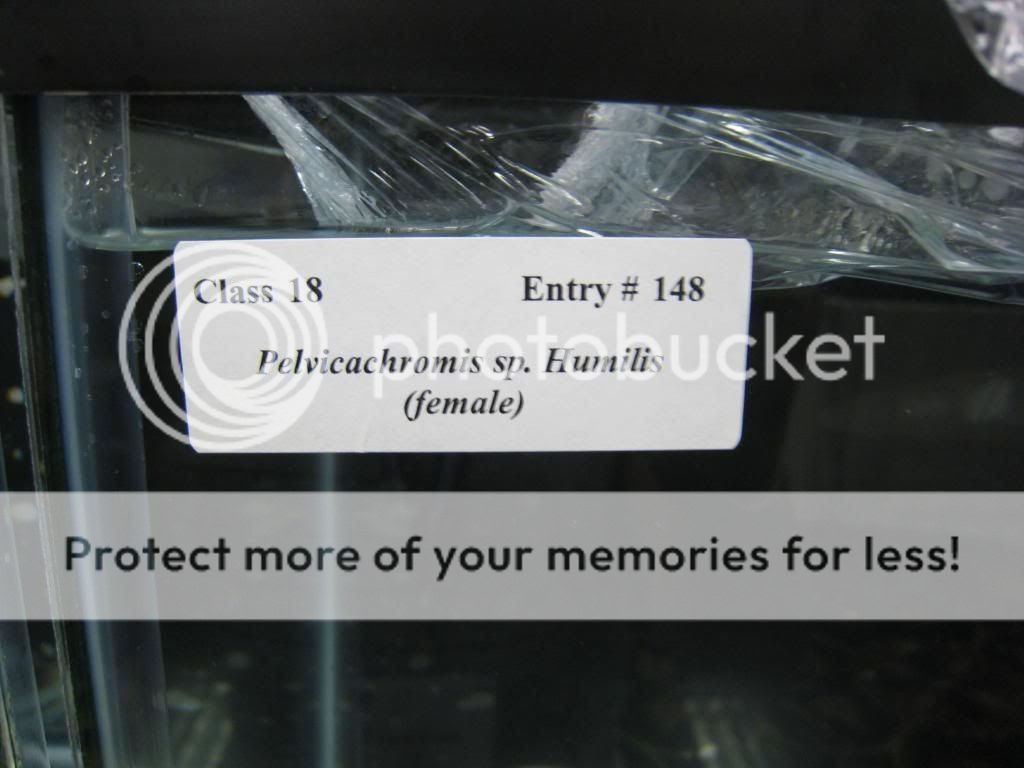 Class 18 Entry # 148
Pelvicachromis sp. Humilis
(female)
photobucket
Protect more of your memories for less!